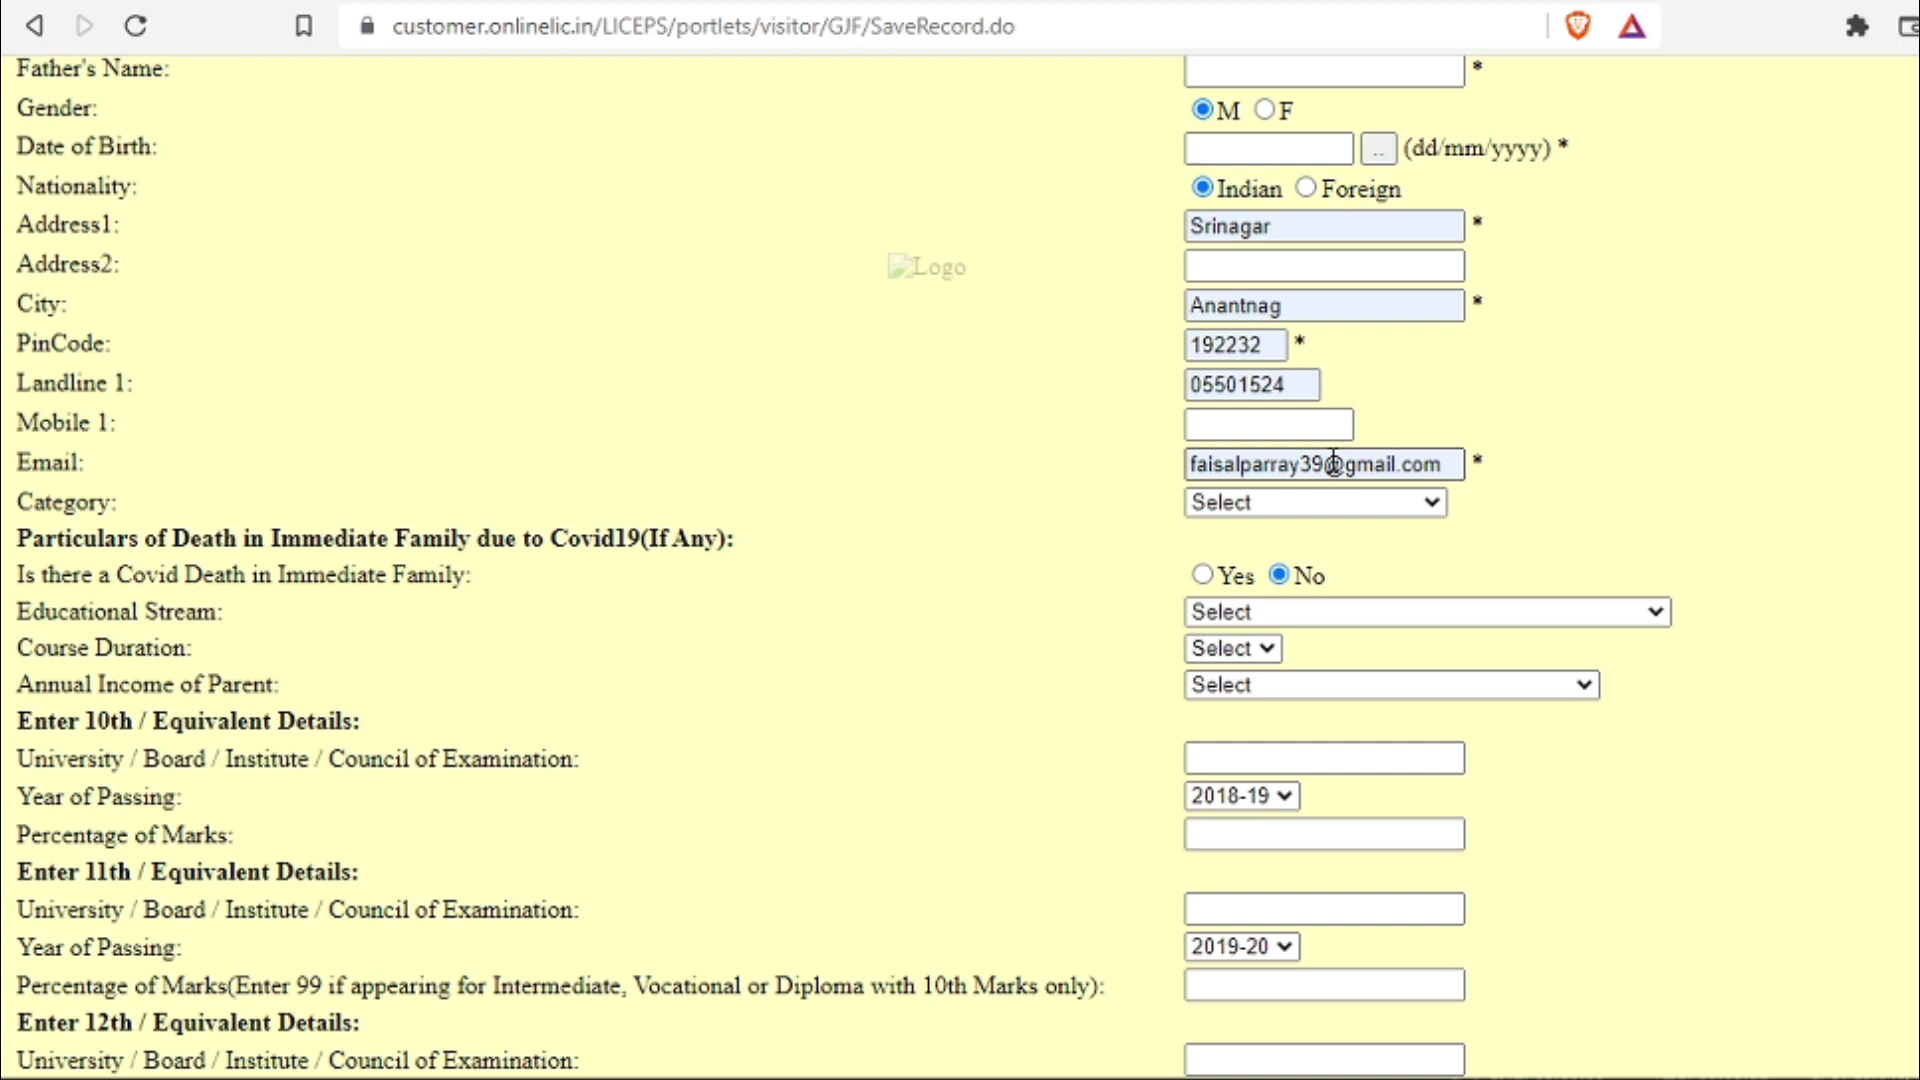 customer.onlinelic.in/LICEPS/portlets/visitor/GJF/SaveRecord.do
Father's Name: *
Gender: M F
Date of Birth: .. (dd/mm/yyyy) *
Nationality: Indian Foreign
Address1: Srinagar *
Address2:
Logo
City: Anantnag *
PinCode: 192232 *
Landline 1: 05501524
Mobile 1:
Email: faisalparray39@gmail.com *
Category: Select
Particulars of Death in Immediate Family due to Covid19(If Any):
Is there a Covid Death in Immediate Family: Yes No
Educational Stream: Select
Course Duration: Select
Annual Income of Parent: Select
Enter 10th / Equivalent Details:
University / Board / Institute / Council of Examination:
Year of Passing: 2018-19
Percentage of Marks:
Enter 11th / Equivalent Details:
University / Board / Institute / Council of Examination:
Year of Passing: 2019-20
Percentage of Marks(Enter 99 if appearing for Intermediate, Vocational or Diploma with 10th Marks only):
Enter 12th / Equivalent Details:
University / Board / Institute / Council of Examination: